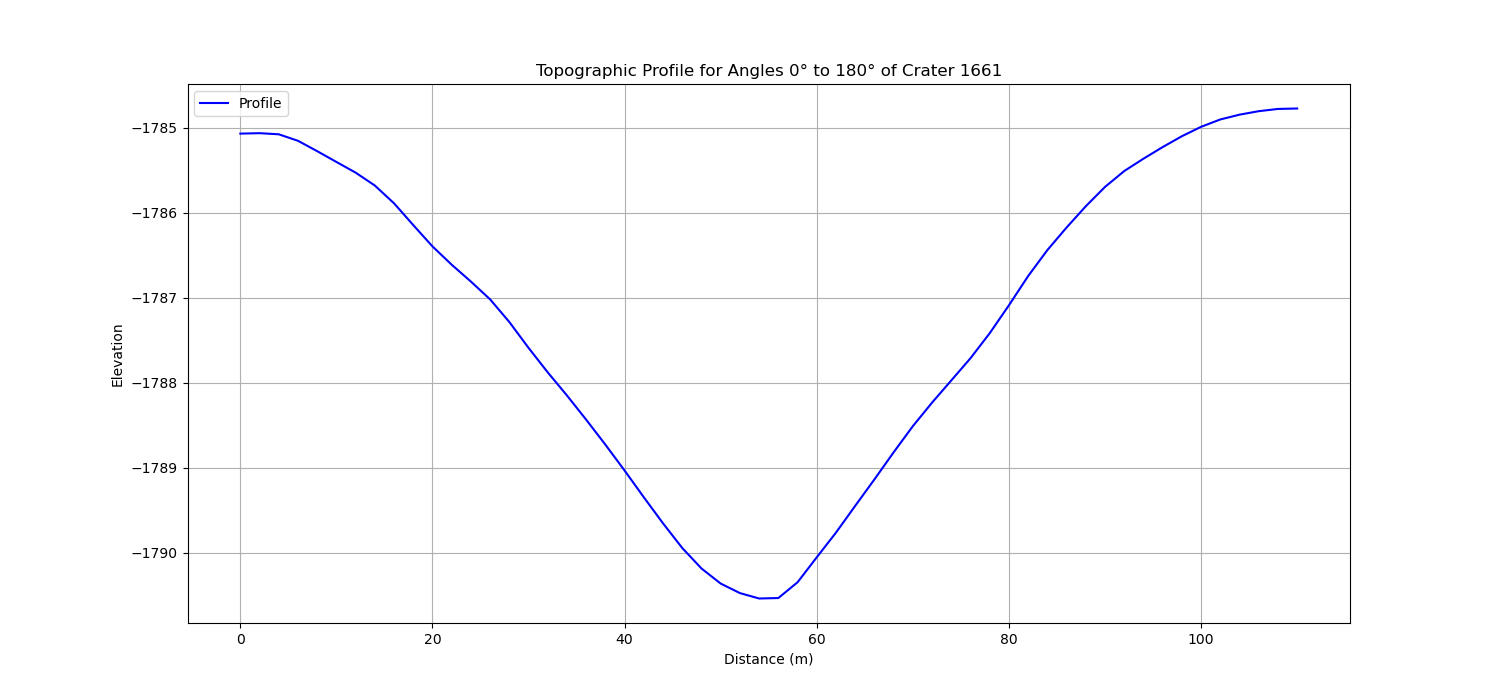 Topographic Profile for Angles 0° to 180° of Crater 1661
Profile
−1785
−1786
−1787
−1788
−1789
−1790
Elevation
0 20 40 60 80 100
Distance (m)